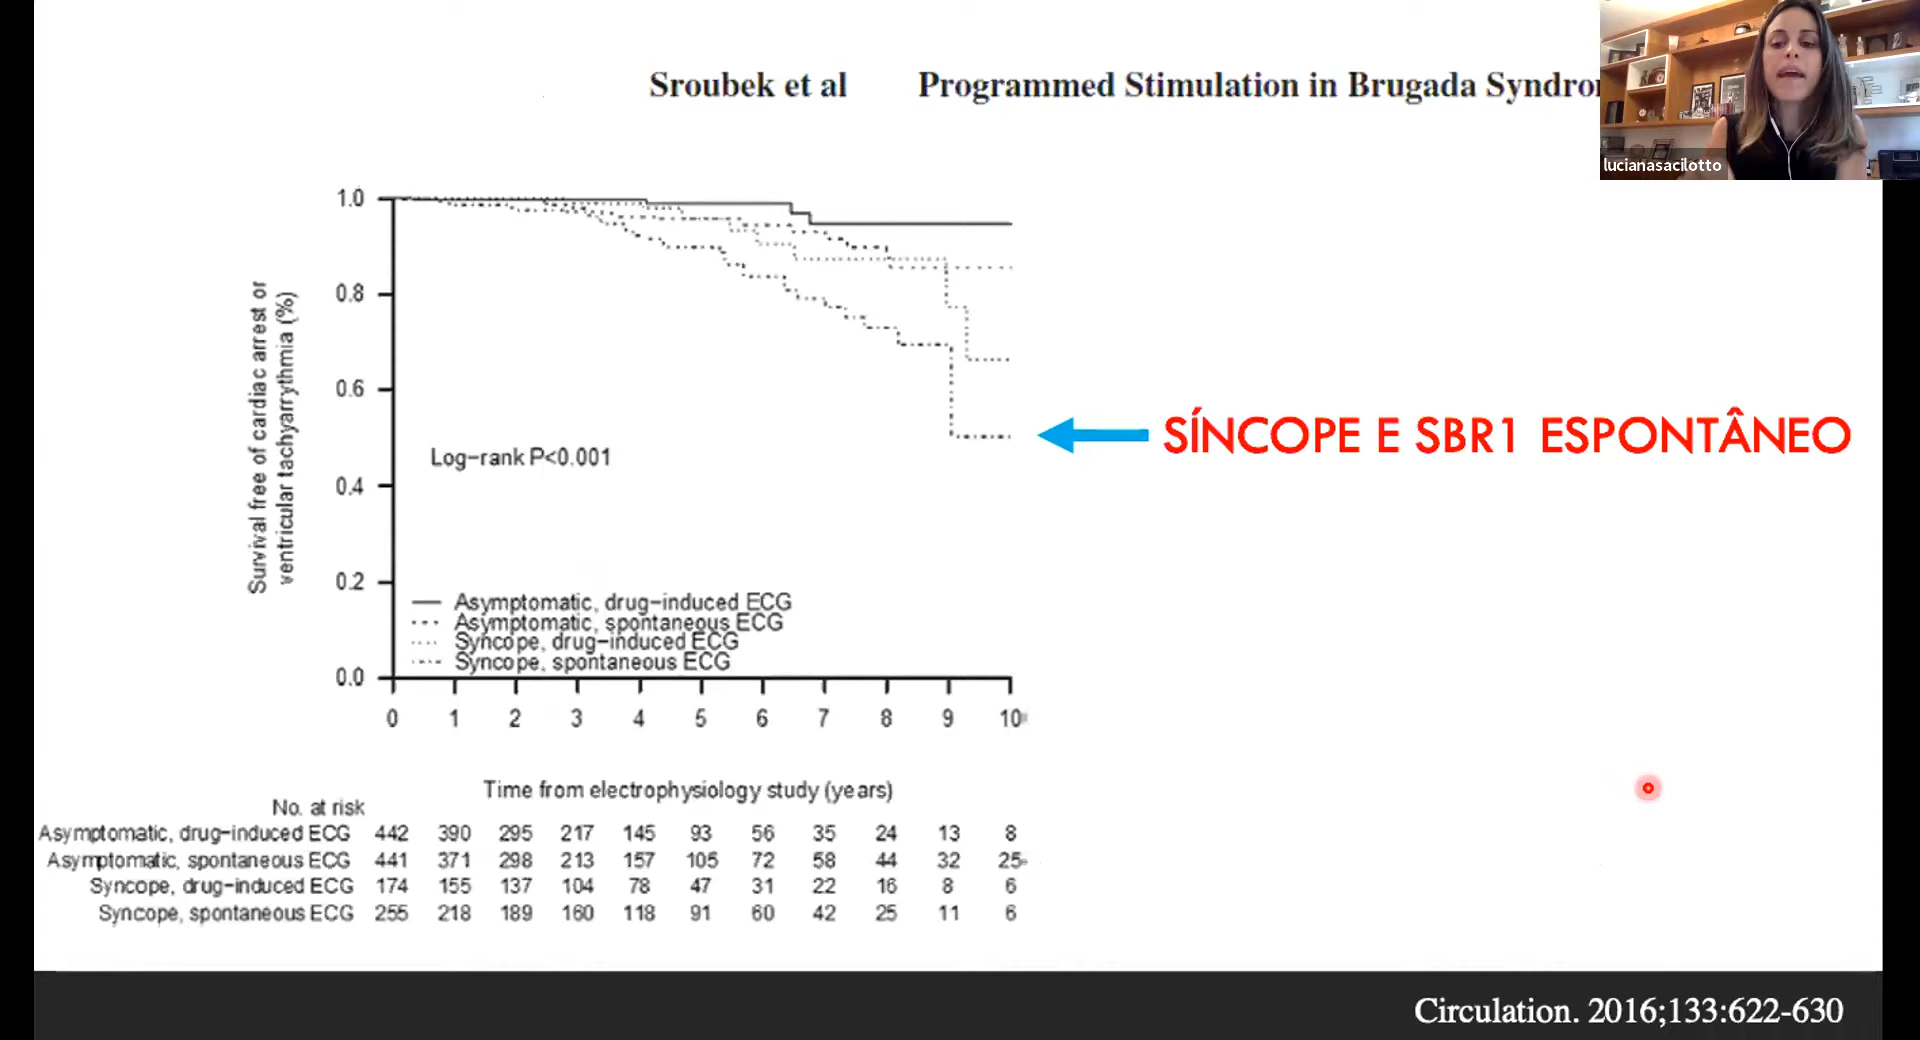 Sroubek et al Programmed Stimulation in Brugada Syndro
lucianasacilotto
Survival free of cardiac arrest or
ventricular tachyarrythmia (%)
1.0
0.8
0.6
0.4
0.2
0.0
Log-rank P<0.001
SÍNCOPE E SBR1 ESPONTÂNEO
Asymptomatic, drug-induced ECG
Asymptomatic, spontaneous ECG
Syncope, drug-induced ECG
Syncope, spontaneous ECG
0 1 2 3 4 5 6 7 8 9 10
Time from electrophysiology study (years)
No. at risk
Asymptomatic, drug-induced ECG 442 390 295 217 145 93 56 35 24 13 8
Asymptomatic, spontaneous ECG 441 371 298 213 157 105 72 58 44 32 25
Syncope, drug-induced ECG 174 155 137 104 78 47 31 22 16 8 6
Syncope, spontaneous ECG 255 218 189 160 118 91 60 42 25 11 6
Circulation. 2016;133:622-630